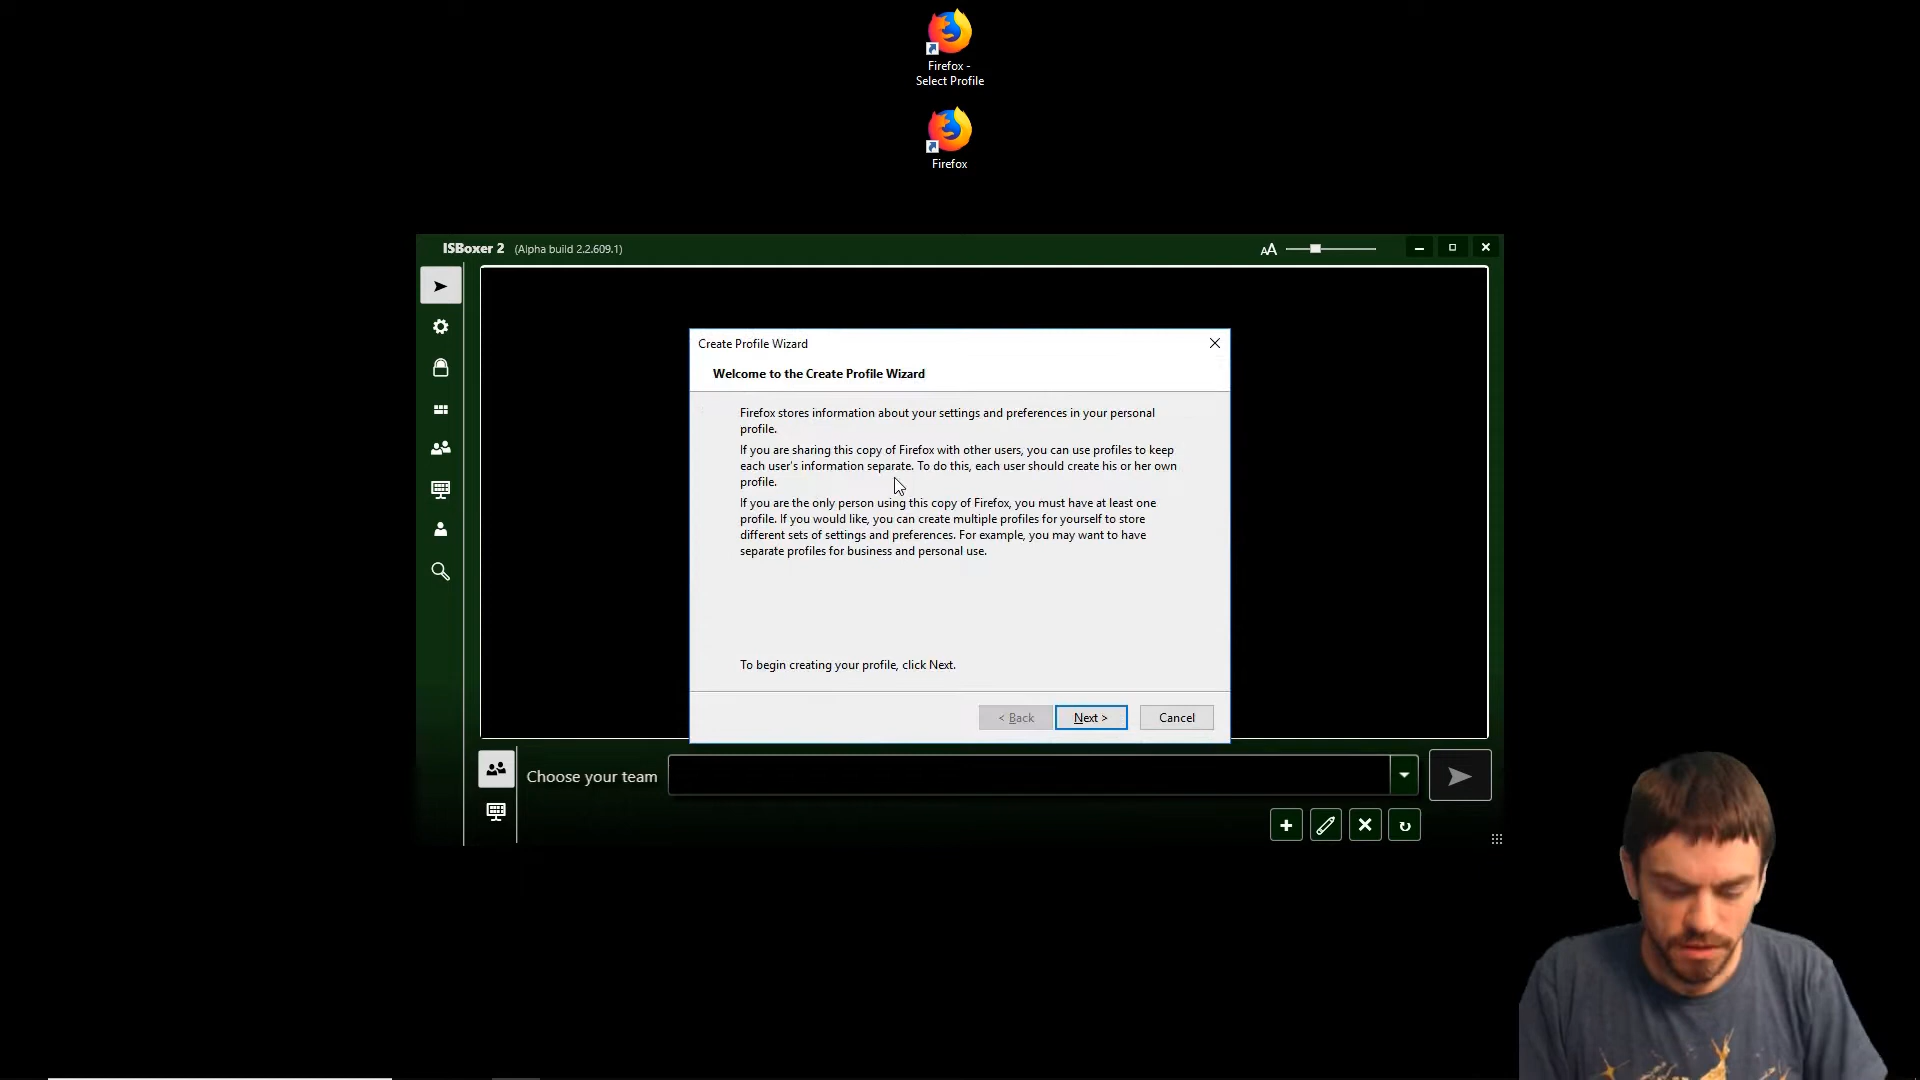 Firefox -
Select Profile
Firefox
ISBoxer 2 (Alpha build 2.2.609.1)
AA
Create Profile Wizard
Welcome to the Create Profile Wizard
Firefox stores information about your settings and preferences in your personal
profile.
If you are sharing this copy of Firefox with other users, you can use profiles to keep
each user's information separate. To do this, each user should create his or her own
profile.
If you are the only person using this copy of Firefox, you must have at least one
profile. If you would like, you can create multiple profiles for yourself to store
different sets of settings and preferences. For example, you may want to have
separate profiles for business and personal use.
To begin creating your profile, click Next.
< Back
Next >
Cancel
Choose your team